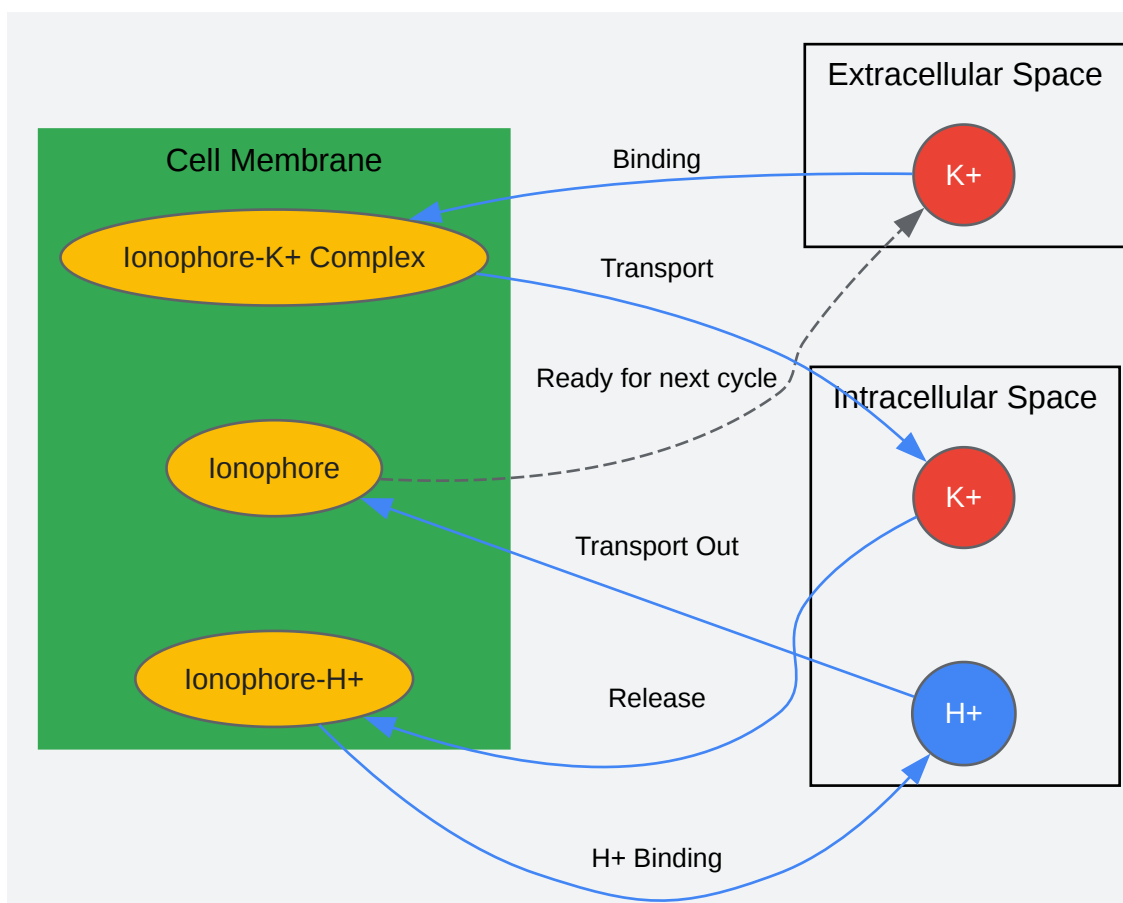 Extracellular Space
K+
Binding
Cell Membrane
Ionophore-K+ Complex
Transport
Ready for next cycle
Intracellular Space
Ionophore
K+
Transport Out
Ionophore-H+
Release
H+
H+ Binding